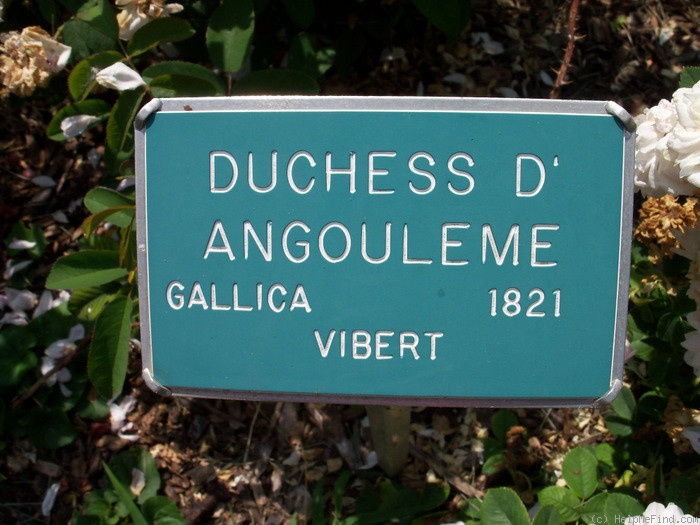 DUCHESS D'
ANGOULEME
GALLICA 1821
VIBERT
© HelpMeFind.com